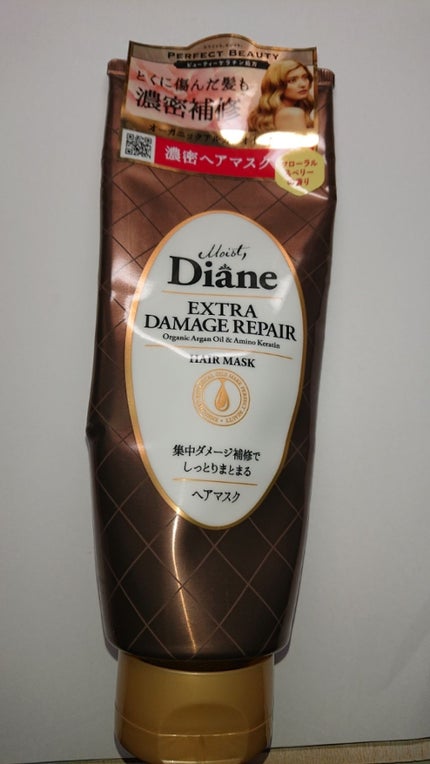 PERFECT BEAUTY
ビューティーケラチン処方
とくに傷んだ髪も
濃密補修
濃密ヘアマスク
フローラル
ベリー
の香り
Moist,
Diane
EXTRA
DAMAGE REPAIR
Organic Argan Oil & Amino Keratin
HAIR MASK
集中ダメージ補修で
しっとりまとまる
ヘアマスク